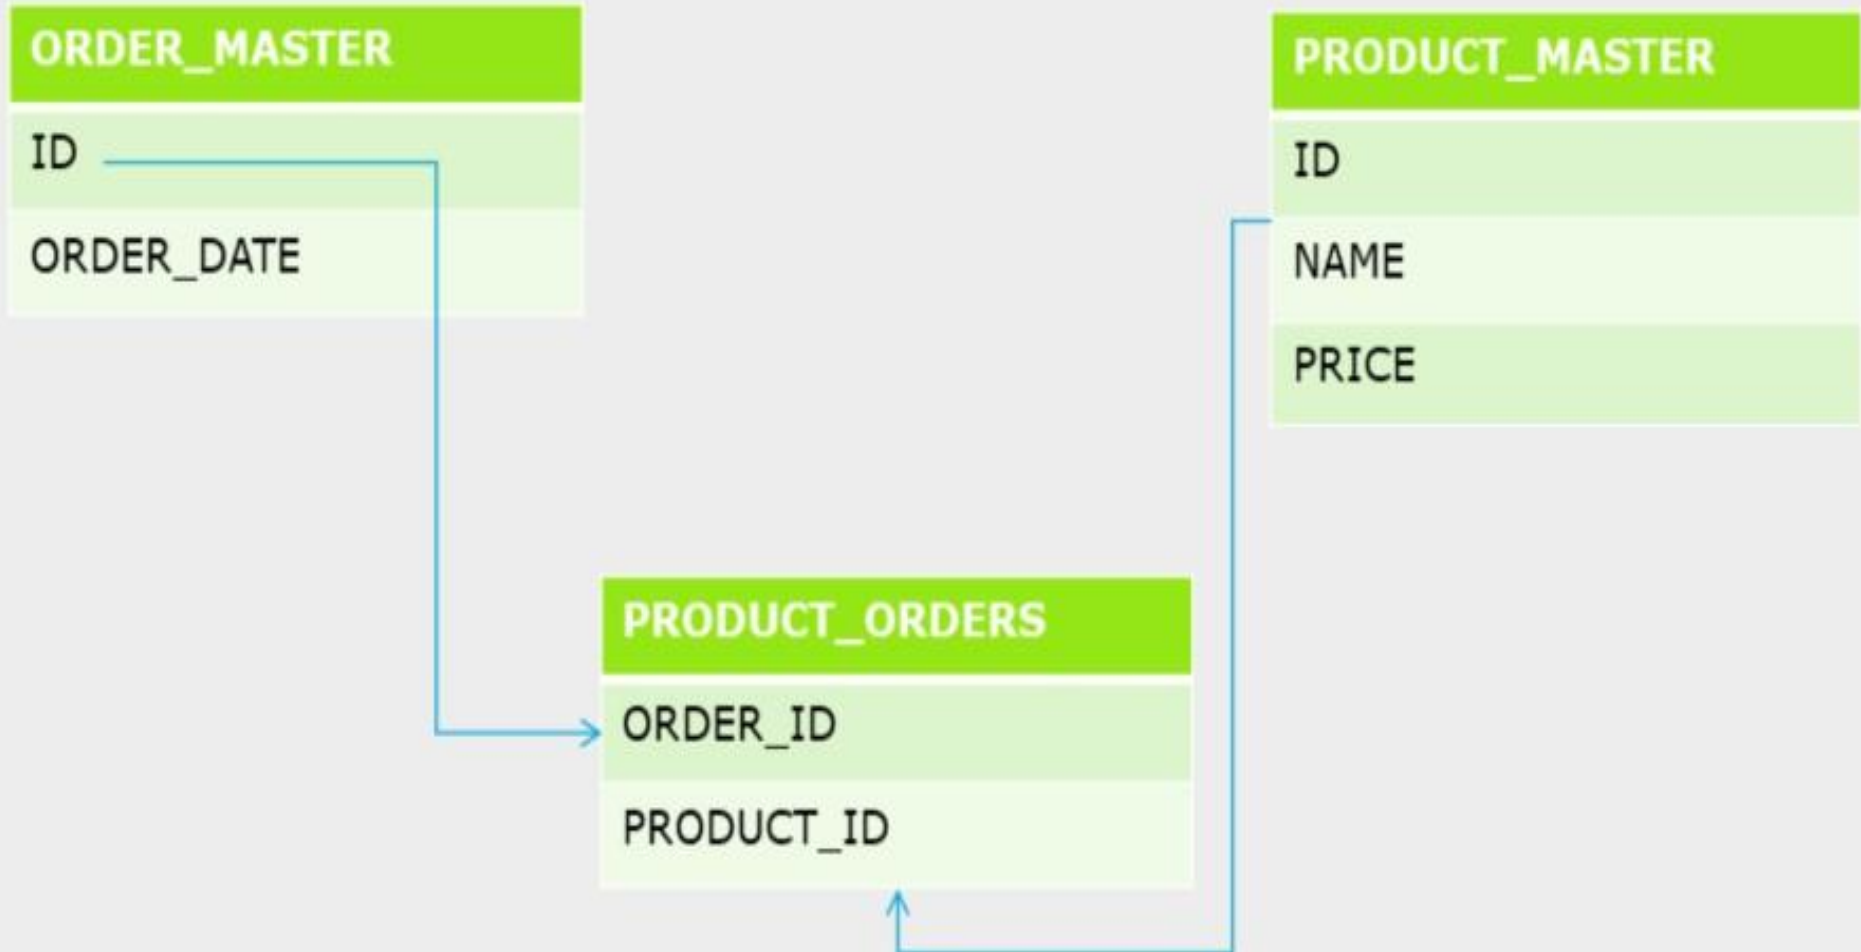 ORDER_MASTER
ID
ORDER_DATE
PRODUCT_MASTER
ID
NAME
PRICE
PRODUCT_ORDERS
ORDER_ID
PRODUCT_ID